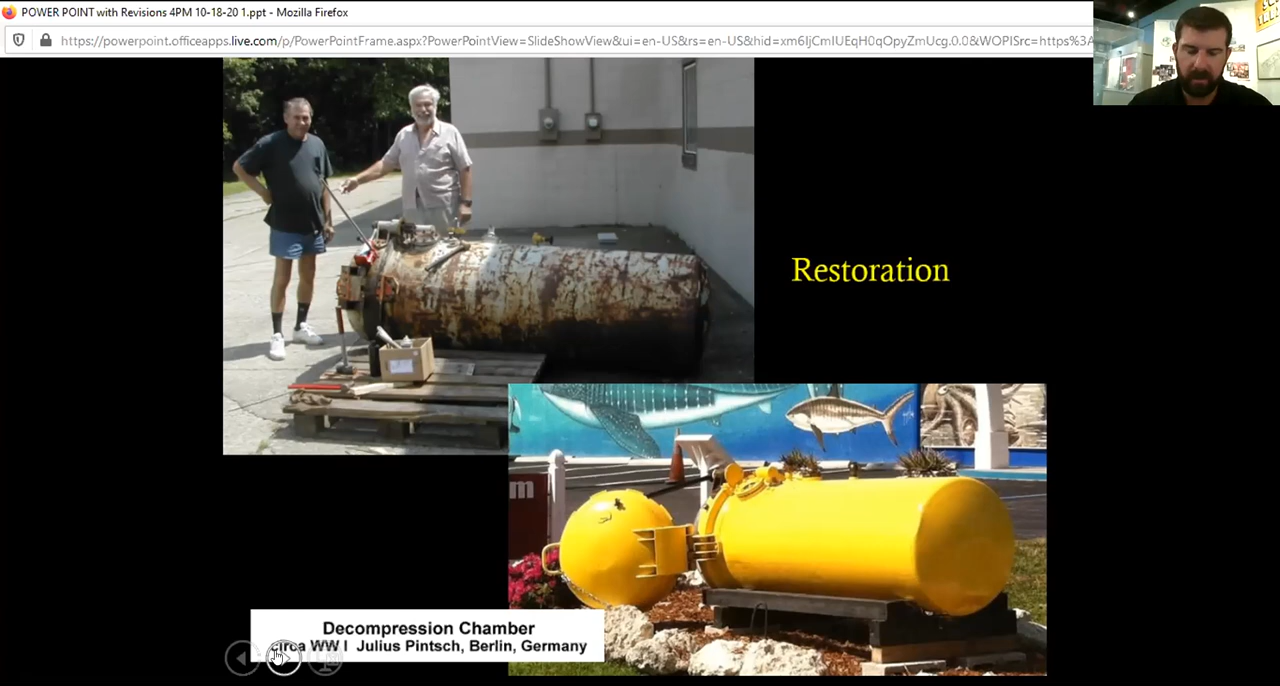 POWER POINT with Revisions 4PM 10-18-20 1.ppt - Mozilla Firefox
https://powerpoint.officeapps.live.com/p/PowerPointFrame.aspx?PowerPointView=SlideShowView&ui=en-US&rs=en-US&hid=xm6IjCmIUEqH0qOpyZmUcg.0.0&WOPISrc=https%3A
Restoration
m
Decompression Chamber
circa WW I Julius Pintsch, Berlin, Germany